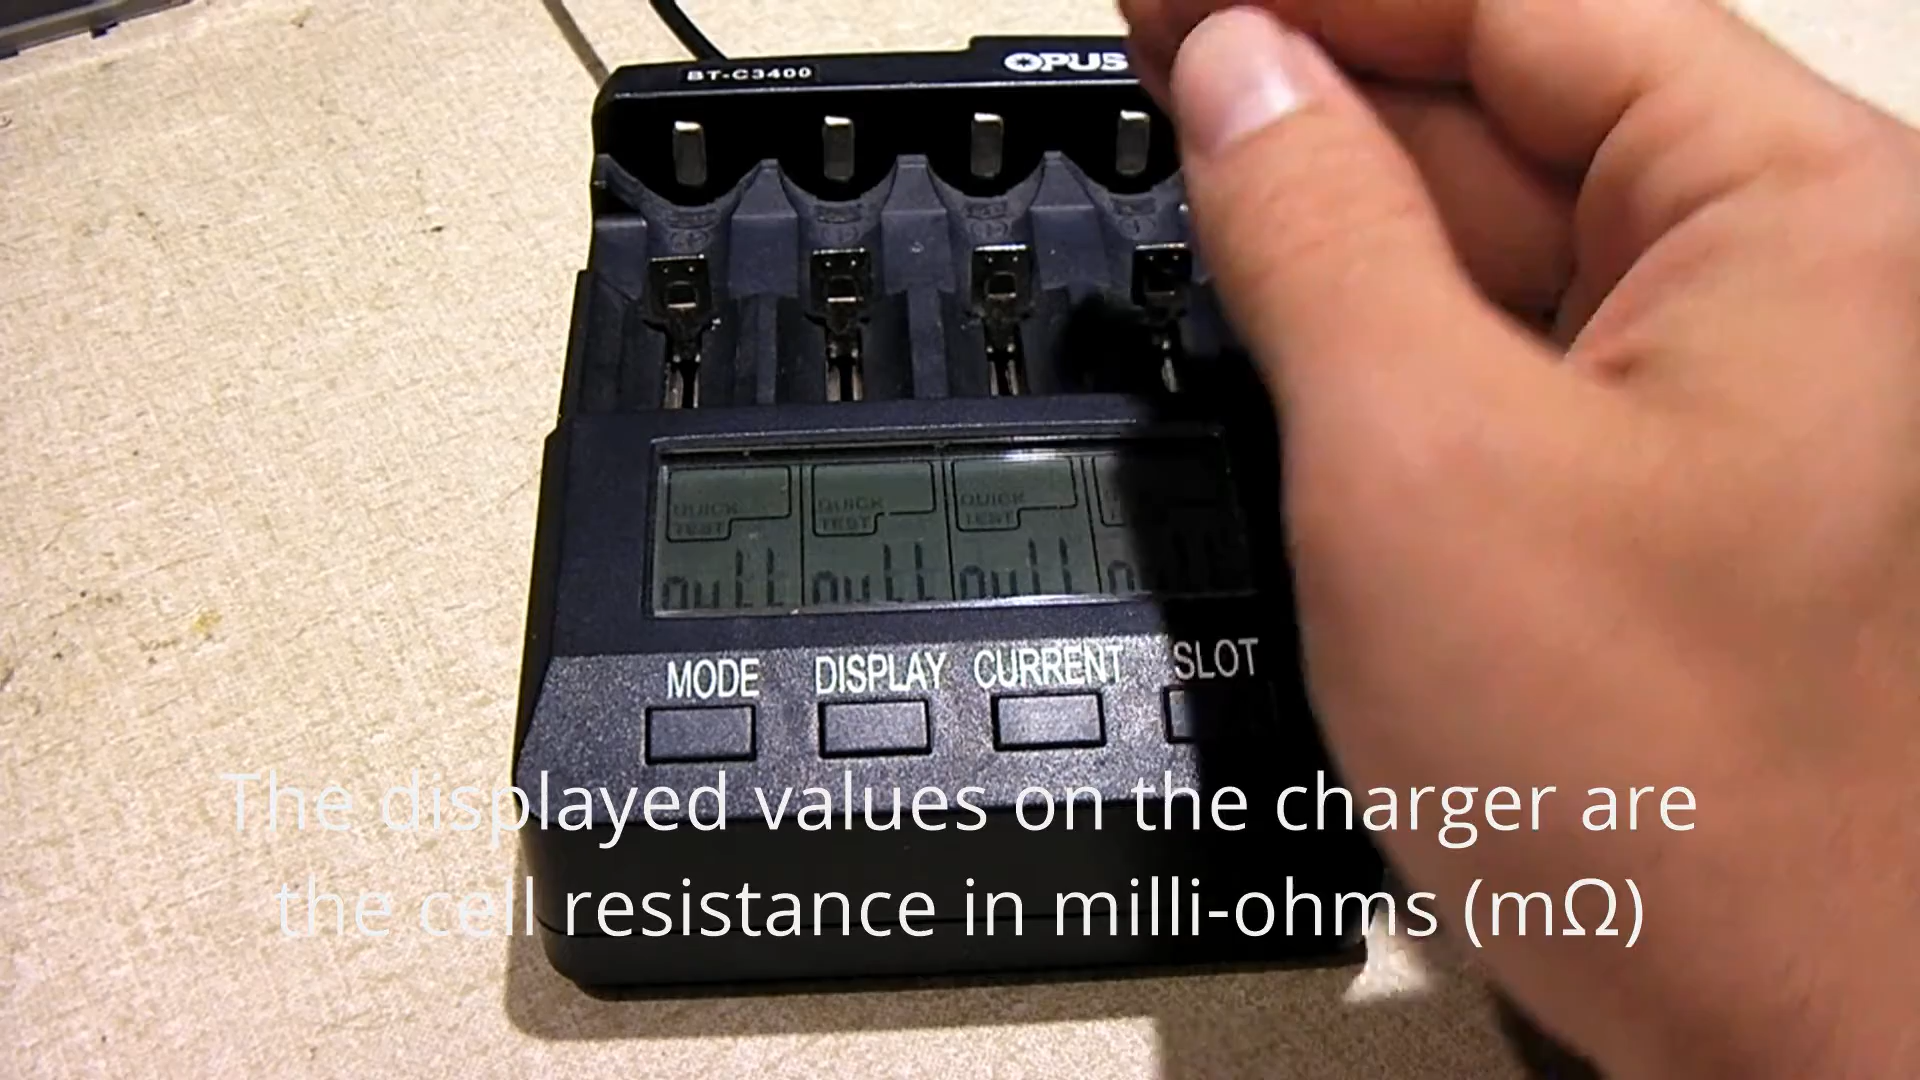 BT-C3400
OPUS
QUICK QUICK QUICK
TEST TEST TEST
null null null
MODE DISPLAY CURRENT SLOT
The displayed values on the charger are
the cell resistance in milli-ohms (mΩ)